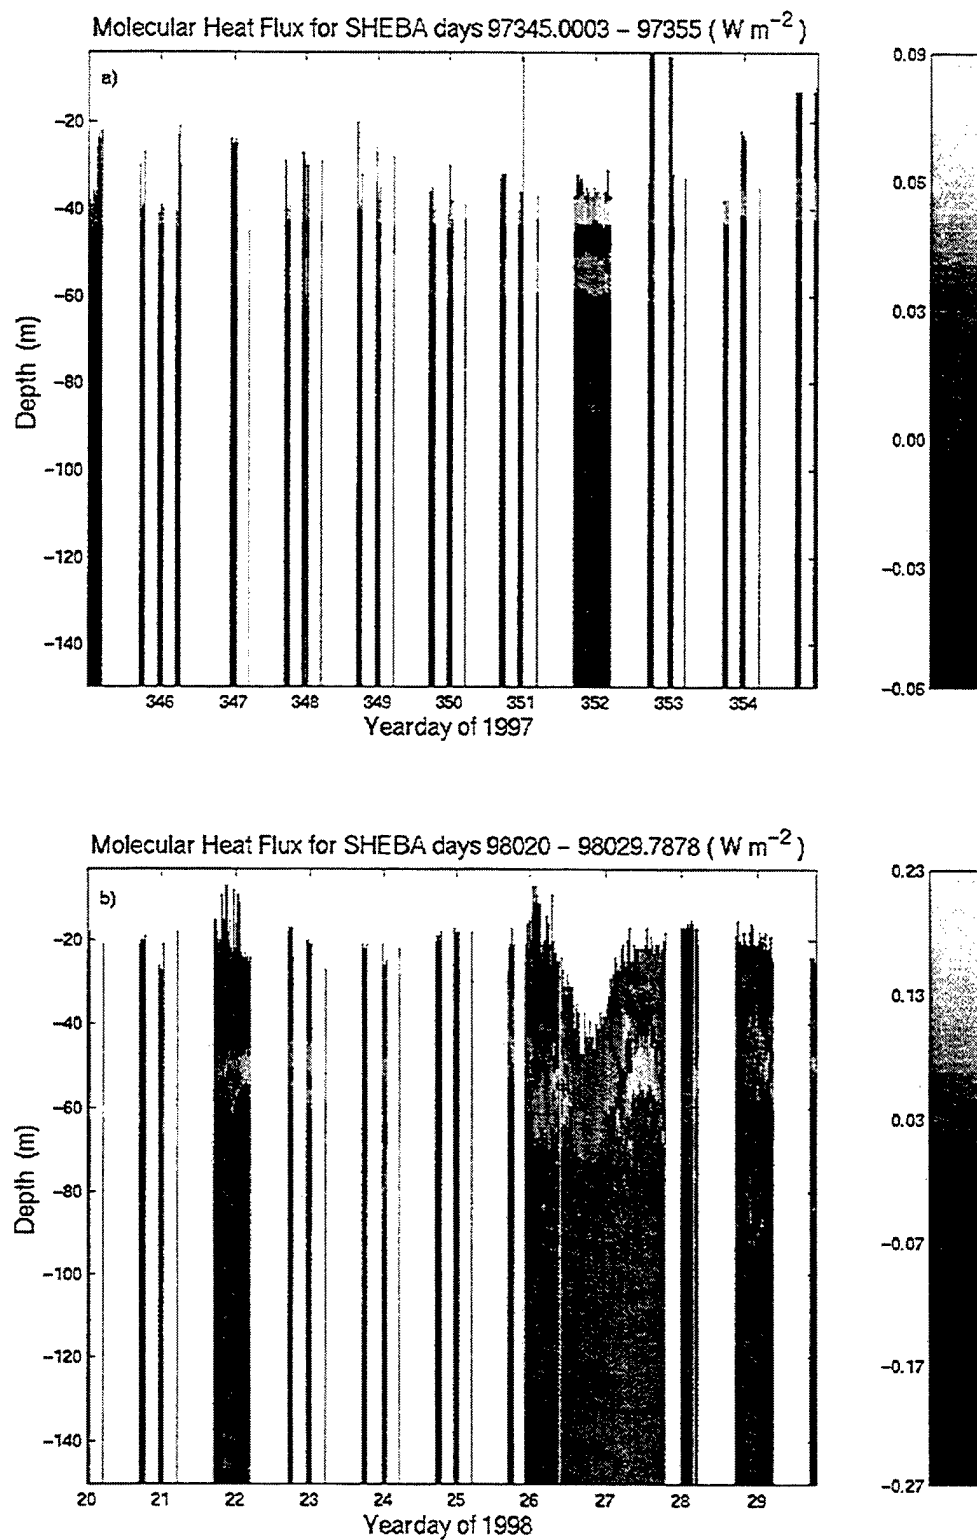 Molecular Heat Flux for SHEBA days 97345.0003 – 97355 ( W m−2 )
a)
Depth (m)
−20
−40
−60
−80
−100
−120
−140
346 347 348 349 350 351 352 353 354
Yearday of 1997
0.09
0.05
0.03
0.00
−0.03
−0.06
Molecular Heat Flux for SHEBA days 98020 – 98029.7878 ( W m−2 )
b)
Depth (m)
−20
−40
−60
−80
−100
−120
−140
20 21 22 23 24 25 26 27 28 29
Yearday of 1998
0.23
0.13
0.03
−0.07
−0.17
−0.27